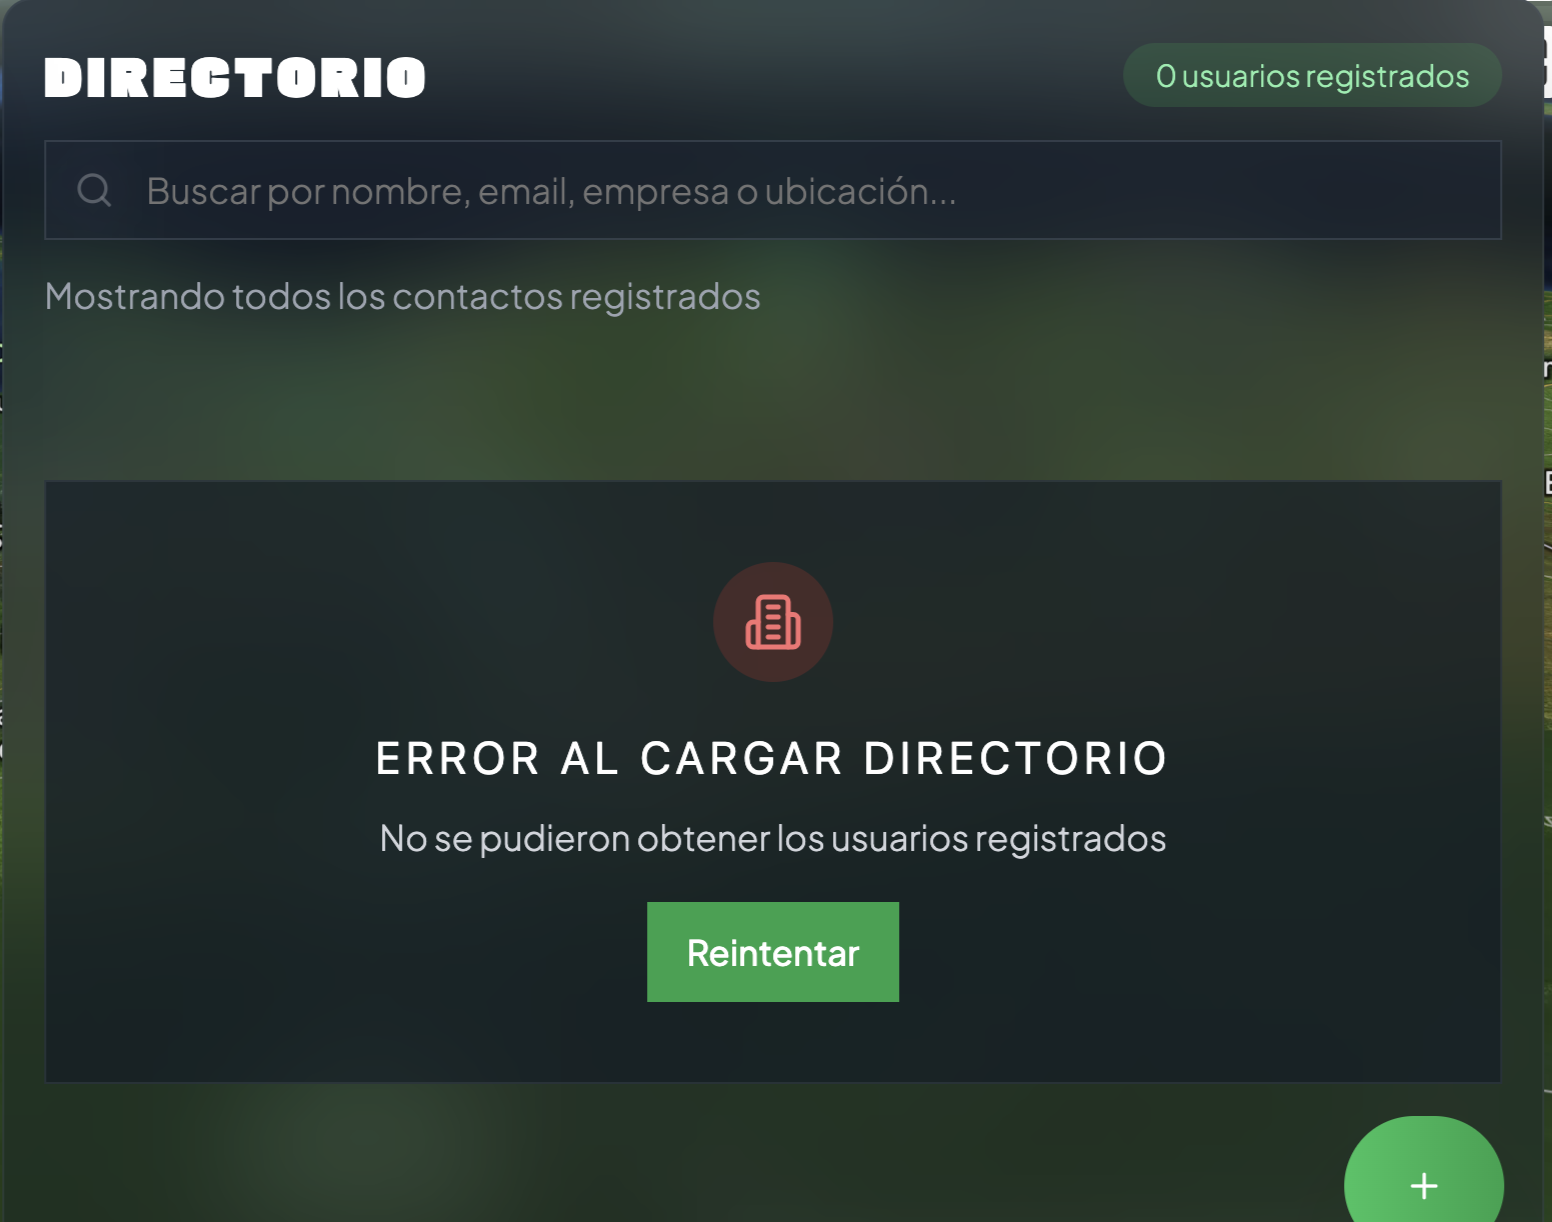 DIRECTORIO
0 usuarios registrados
Buscar por nombre, email, empresa o ubicación...
Mostrando todos los contactos registrados
ERROR AL CARGAR DIRECTORIO
No se pudieron obtener los usuarios registrados
Reintentar
+